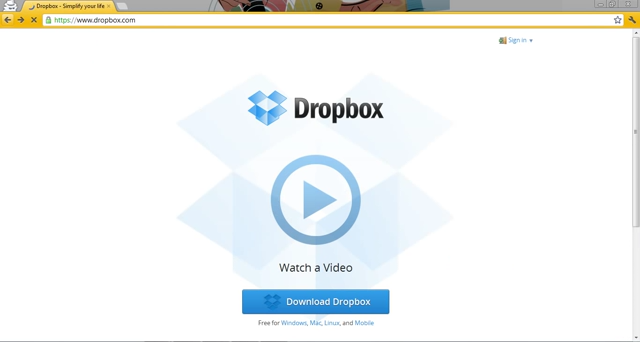 Dropbox - Simplify your life
https://www.dropbox.com
Sign in
Dropbox
Watch a Video
Download Dropbox
Free for Windows, Mac, Linux, and Mobile